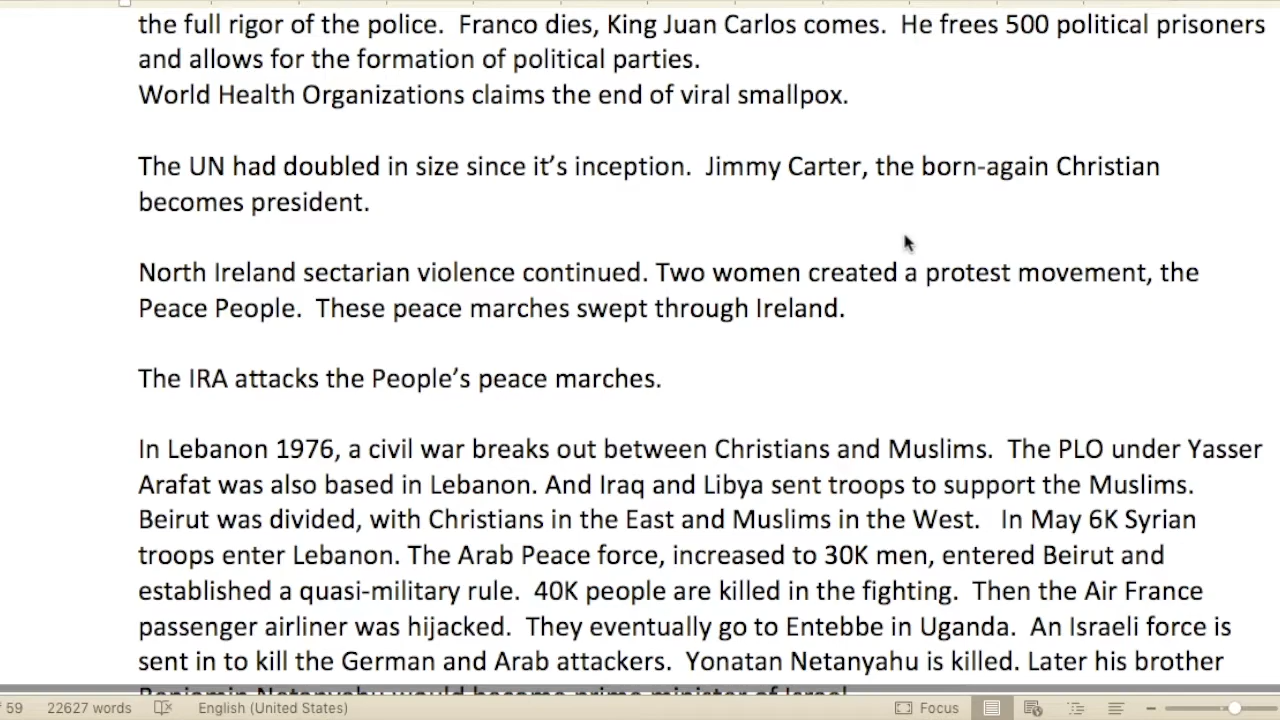 the full rigor of the police.  Franco dies, King Juan Carlos comes.  He frees 500 political prisoners
and allows for the formation of political parties.
World Health Organizations claims the end of viral smallpox.
The UN had doubled in size since it’s inception.  Jimmy Carter, the born-again Christian
becomes president.
North Ireland sectarian violence continued. Two women created a protest movement, the
Peace People.  These peace marches swept through Ireland.
The IRA attacks the People’s peace marches.
In Lebanon 1976, a civil war breaks out between Christians and Muslims.  The PLO under Yasser
Arafat was also based in Lebanon. And Iraq and Libya sent troops to support the Muslims.
Beirut was divided, with Christians in the East and Muslims in the West.   In May 6K Syrian
troops enter Lebanon. The Arab Peace force, increased to 30K men, entered Beirut and
established a quasi-military rule.  40K people are killed in the fighting.  Then the Air France
passenger airliner was hijacked.  They eventually go to Entebbe in Uganda.  An Israeli force is
sent in to kill the German and Arab attackers.  Yonatan Netanyahu is killed. Later his brother
Benjamin Netanyahu would become prime minister of Israel
f 59 22627 words English (United States) Focus